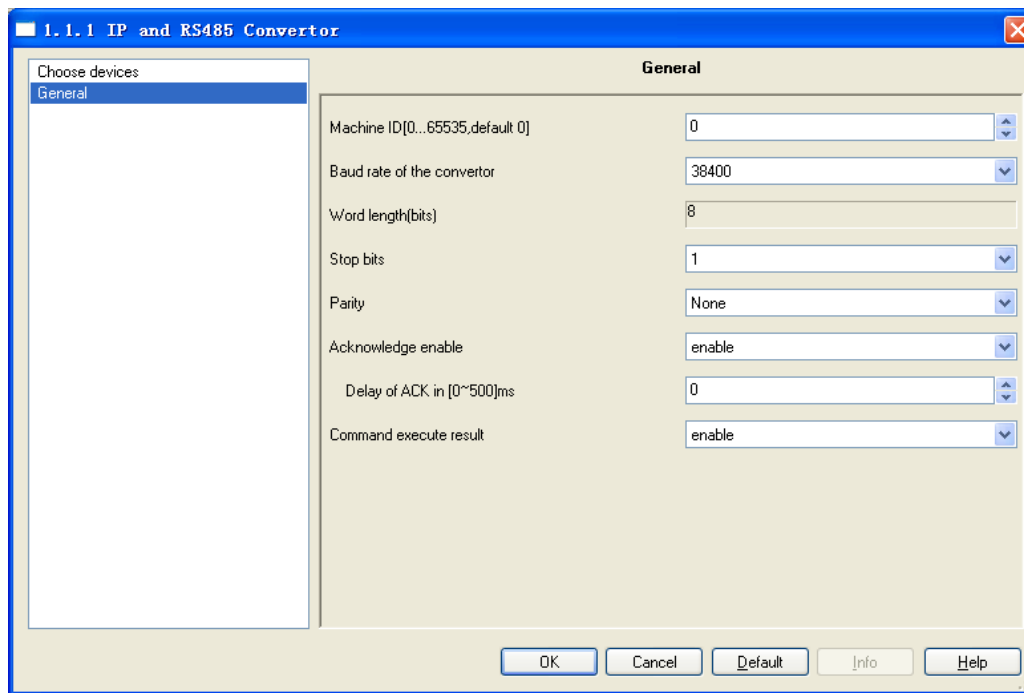 1.1.1 IP and RS485 Convertor
Choose devices
General
General
Machine ID[0...65535,default 0]
0
Baud rate of the convertor
38400
Word length(bits)
8
Stop bits
1
Parity
None
Acknowledge enable
enable
Delay of ACK in [0~500]ms
0
Command execute result
enable
OK
Cancel
Default
Info
Help